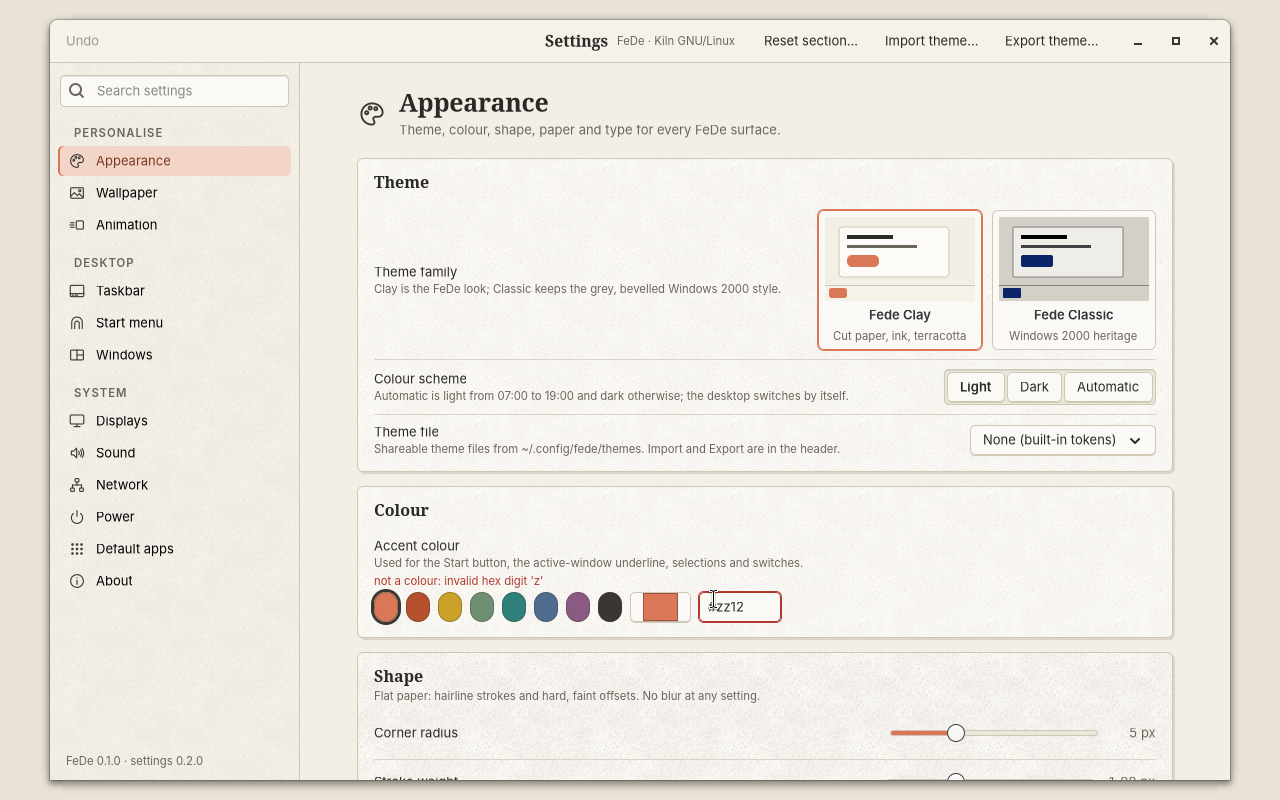 Undo
Settings FeDe · Kiln GNU/Linux
Reset section...
Import theme...
Export theme...
Search settings
PERSONALISE
Appearance
Wallpaper
Animation
DESKTOP
Taskbar
Start menu
Windows
SYSTEM
Displays
Sound
Network
Power
Default apps
About
FeDe 0.1.0 · settings 0.2.0
Appearance
Theme, colour, shape, paper and type for every FeDe surface.
Theme
Theme family
Clay is the FeDe look; Classic keeps the grey, bevelled Windows 2000 style.
Fede Clay
Cut paper, ink, terracotta
Fede Classic
Windows 2000 heritage
Colour scheme
Automatic is light from 07:00 to 19:00 and dark otherwise; the desktop switches by itself.
Light
Dark
Automatic
Theme file
Shareable theme files from ~/.config/fede/themes. Import and Export are in the header.
None (built-in tokens)
Colour
Accent colour
Used for the Start button, the active-window underline, selections and switches.
not a colour: invalid hex digit 'z'
#zz12
Shape
Flat paper: hairline strokes and hard, faint offsets. No blur at any setting.
Corner radius
5 px
Stroke weight
1.00 px